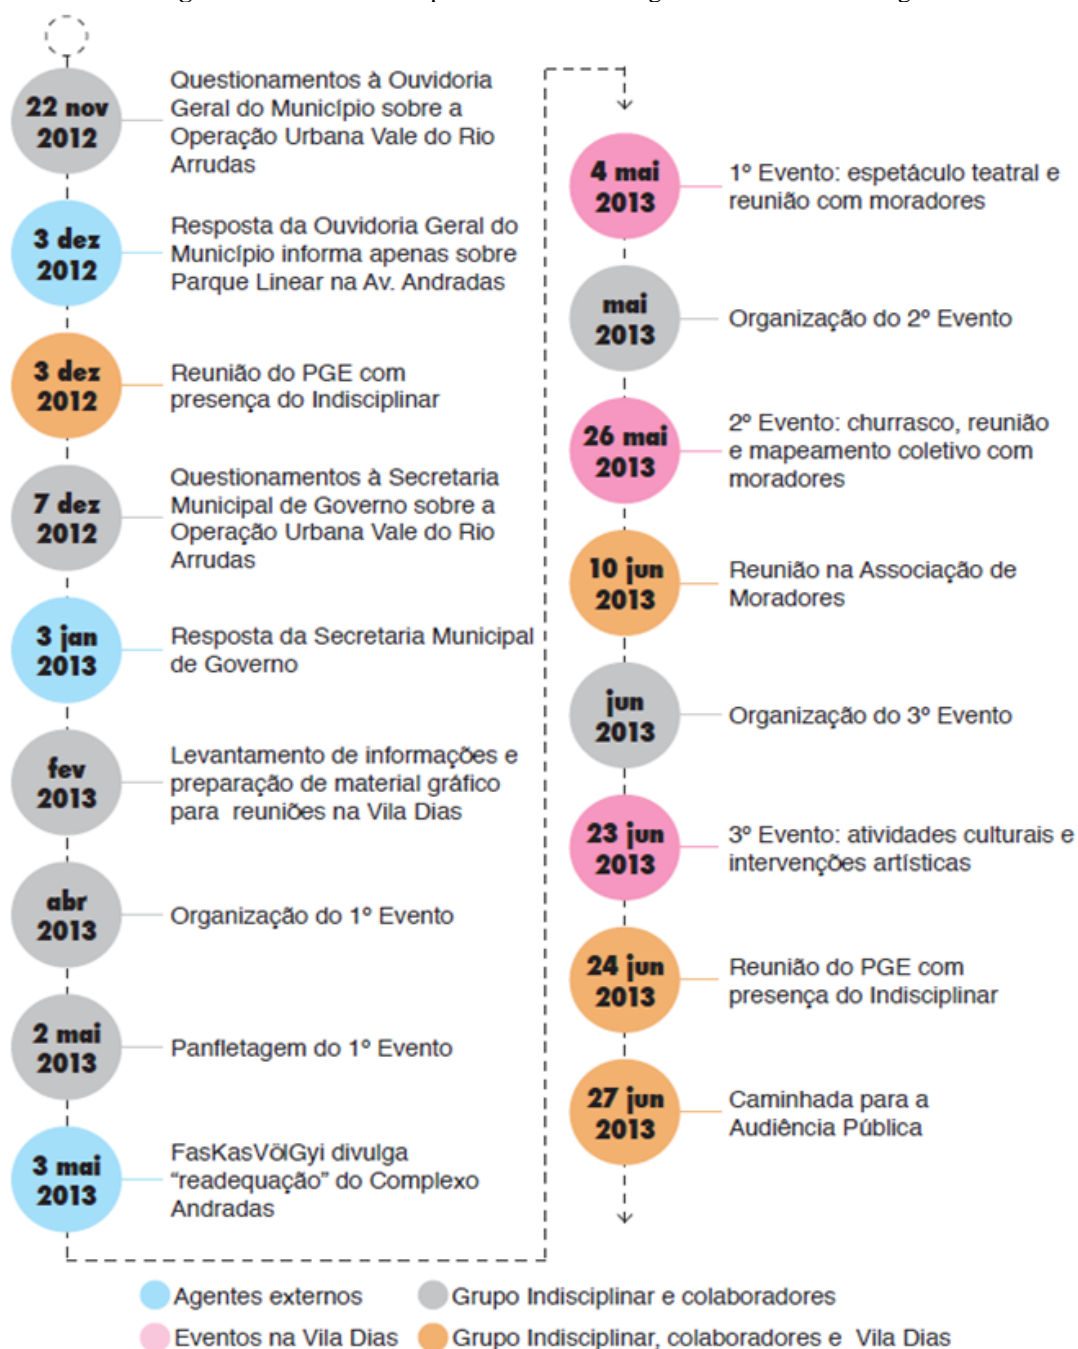 22 nov
2012
Questionamentos à Ouvidoria
Geral do Município sobre a
Operação Urbana Vale do Rio
Arrudas
3 dez
2012
Resposta da Ouvidoria Geral do
Município informa apenas sobre
Parque Linear na Av. Andradas
3 dez
2012
Reunião do PGE com
presença do Indisciplinar
7 dez
2012
Questionamentos à Secretaria
Municipal de Governo sobre a
Operação Urbana Vale do Rio
Arrudas
3 jan
2013
Resposta da Secretaria Municipal
de Governo
fev
2013
Levantamento de informações e
preparação de material gráfico
para reuniões na Vila Dias
abr
2013
Organização do 1º Evento
2 mai
2013
Panfletagem do 1º Evento
3 mai
2013
FasKasVölGyi divulga
“readequação” do Complexo
Andradas
4 mai
2013
1º Evento: espetáculo teatral e
reunião com moradores
mai
2013
Organização do 2º Evento
26 mai
2013
2º Evento: churrasco, reunião
e mapeamento coletivo com
moradores
10 jun
2013
Reunião na Associação de
Moradores
jun
2013
Organização do 3º Evento
23 jun
2013
3º Evento: atividades culturais e
intervenções artísticas
24 jun
2013
Reunião do PGE com
presença do Indisciplinar
27 jun
2013
Caminhada para a
Audiência Pública
Agentes externos
Grupo Indisciplinar e colaboradores
Eventos na Vila Dias
Grupo Indisciplinar, colaboradores e Vila Dias